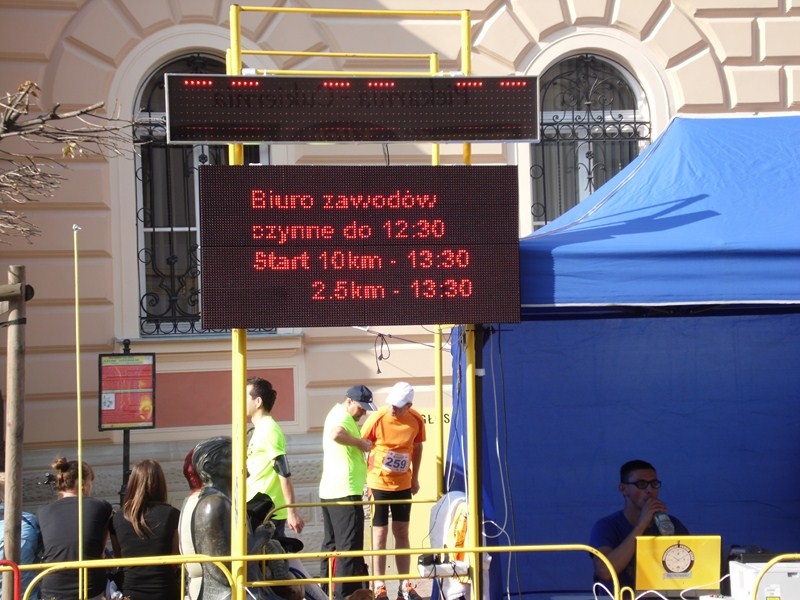 Biuro zawodów
czynne do 12:30
Start 10km - 13:30
2.5km - 13:30
259